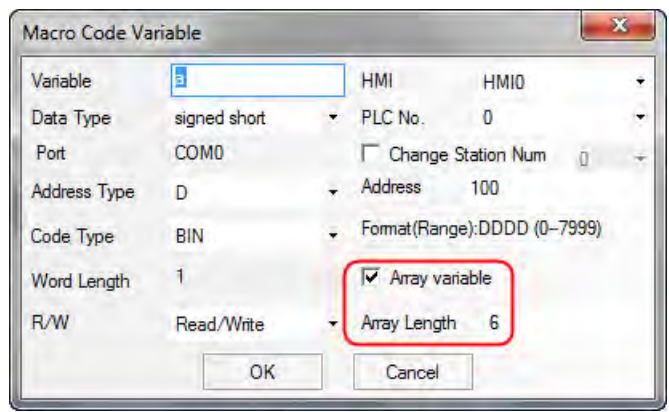 Macro Code Variable
Variable a HMI HMI0
Data Type signed short PLC No. 0
Port COM0 Change Station Num 0
Address Type D Address 100
Code Type BIN Format(Range):DDDD (0~7999)
Word Length 1 Array variable
R/W Read/Write Array Length 6
OK Cancel